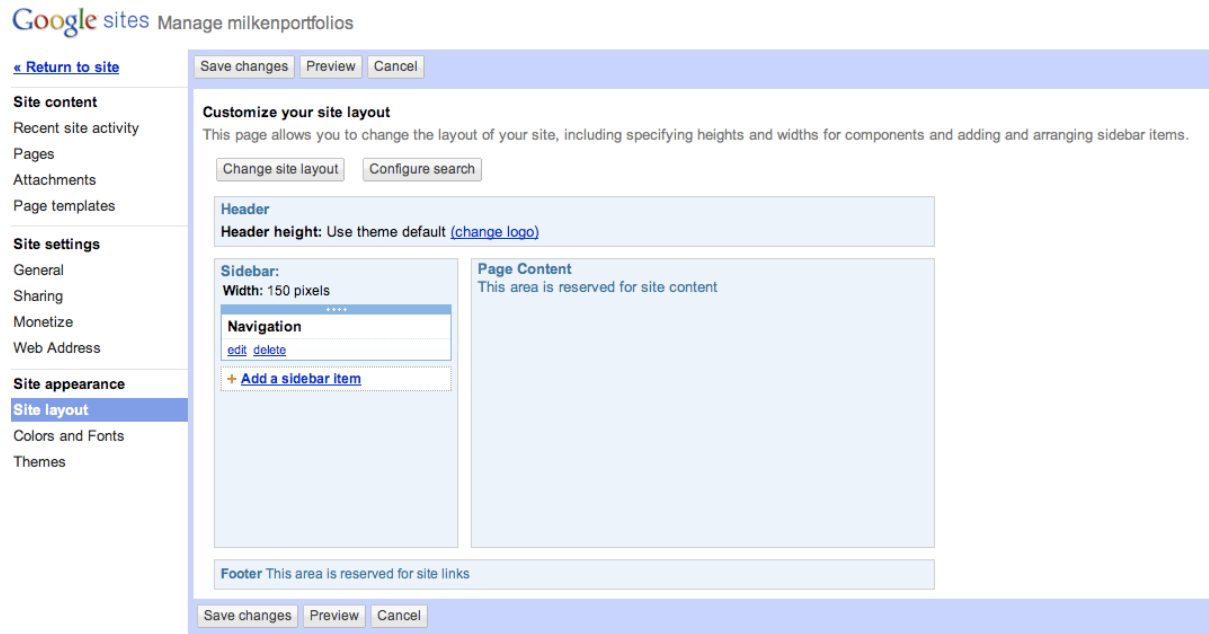 Google sites Manage milkenportfolios
« Return to site
Site content
Recent site activity
Pages
Attachments
Page templates
Site settings
General
Sharing
Monetize
Web Address
Site appearance
Site layout
Colors and Fonts
Themes
Save changes Preview Cancel
Customize your site layout
This page allows you to change the layout of your site, including specifying heights and widths for components and adding and arranging sidebar items.
Change site layout Configure search
Header
Header height: Use theme default (change logo)
Sidebar:
Width: 150 pixels
Navigation
edit delete
+ Add a sidebar item
Page Content
This area is reserved for site content
Footer This area is reserved for site links
Save changes Preview Cancel